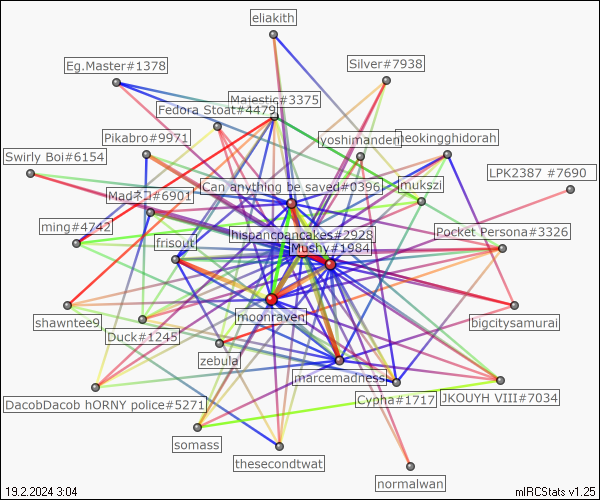 eliakith
Eg.Master#1378
Silver#7938
Majestic#3375
Fedora Stoat#4479
Pikabro#9971
yoshimanden
neokingghidorah
Swirly Boi#6154
LPK2387 #7690
Can anything be saved#0396
mukszi
Madネコ#6901
ming#4742
hispancpancakes#2928
Pocket Persona#3326
frisout
Mushy#1984
moonraven
shawntee9
bigcitysamurai
Duck#1245
zebula
marcemadness
DacobDacob hORNY police#5271
Cypha#1717
JKOUYH VIII#7034
somass
thesecondtwat
normalwan
19.2.2024 3:04
mIRCStats v1.25